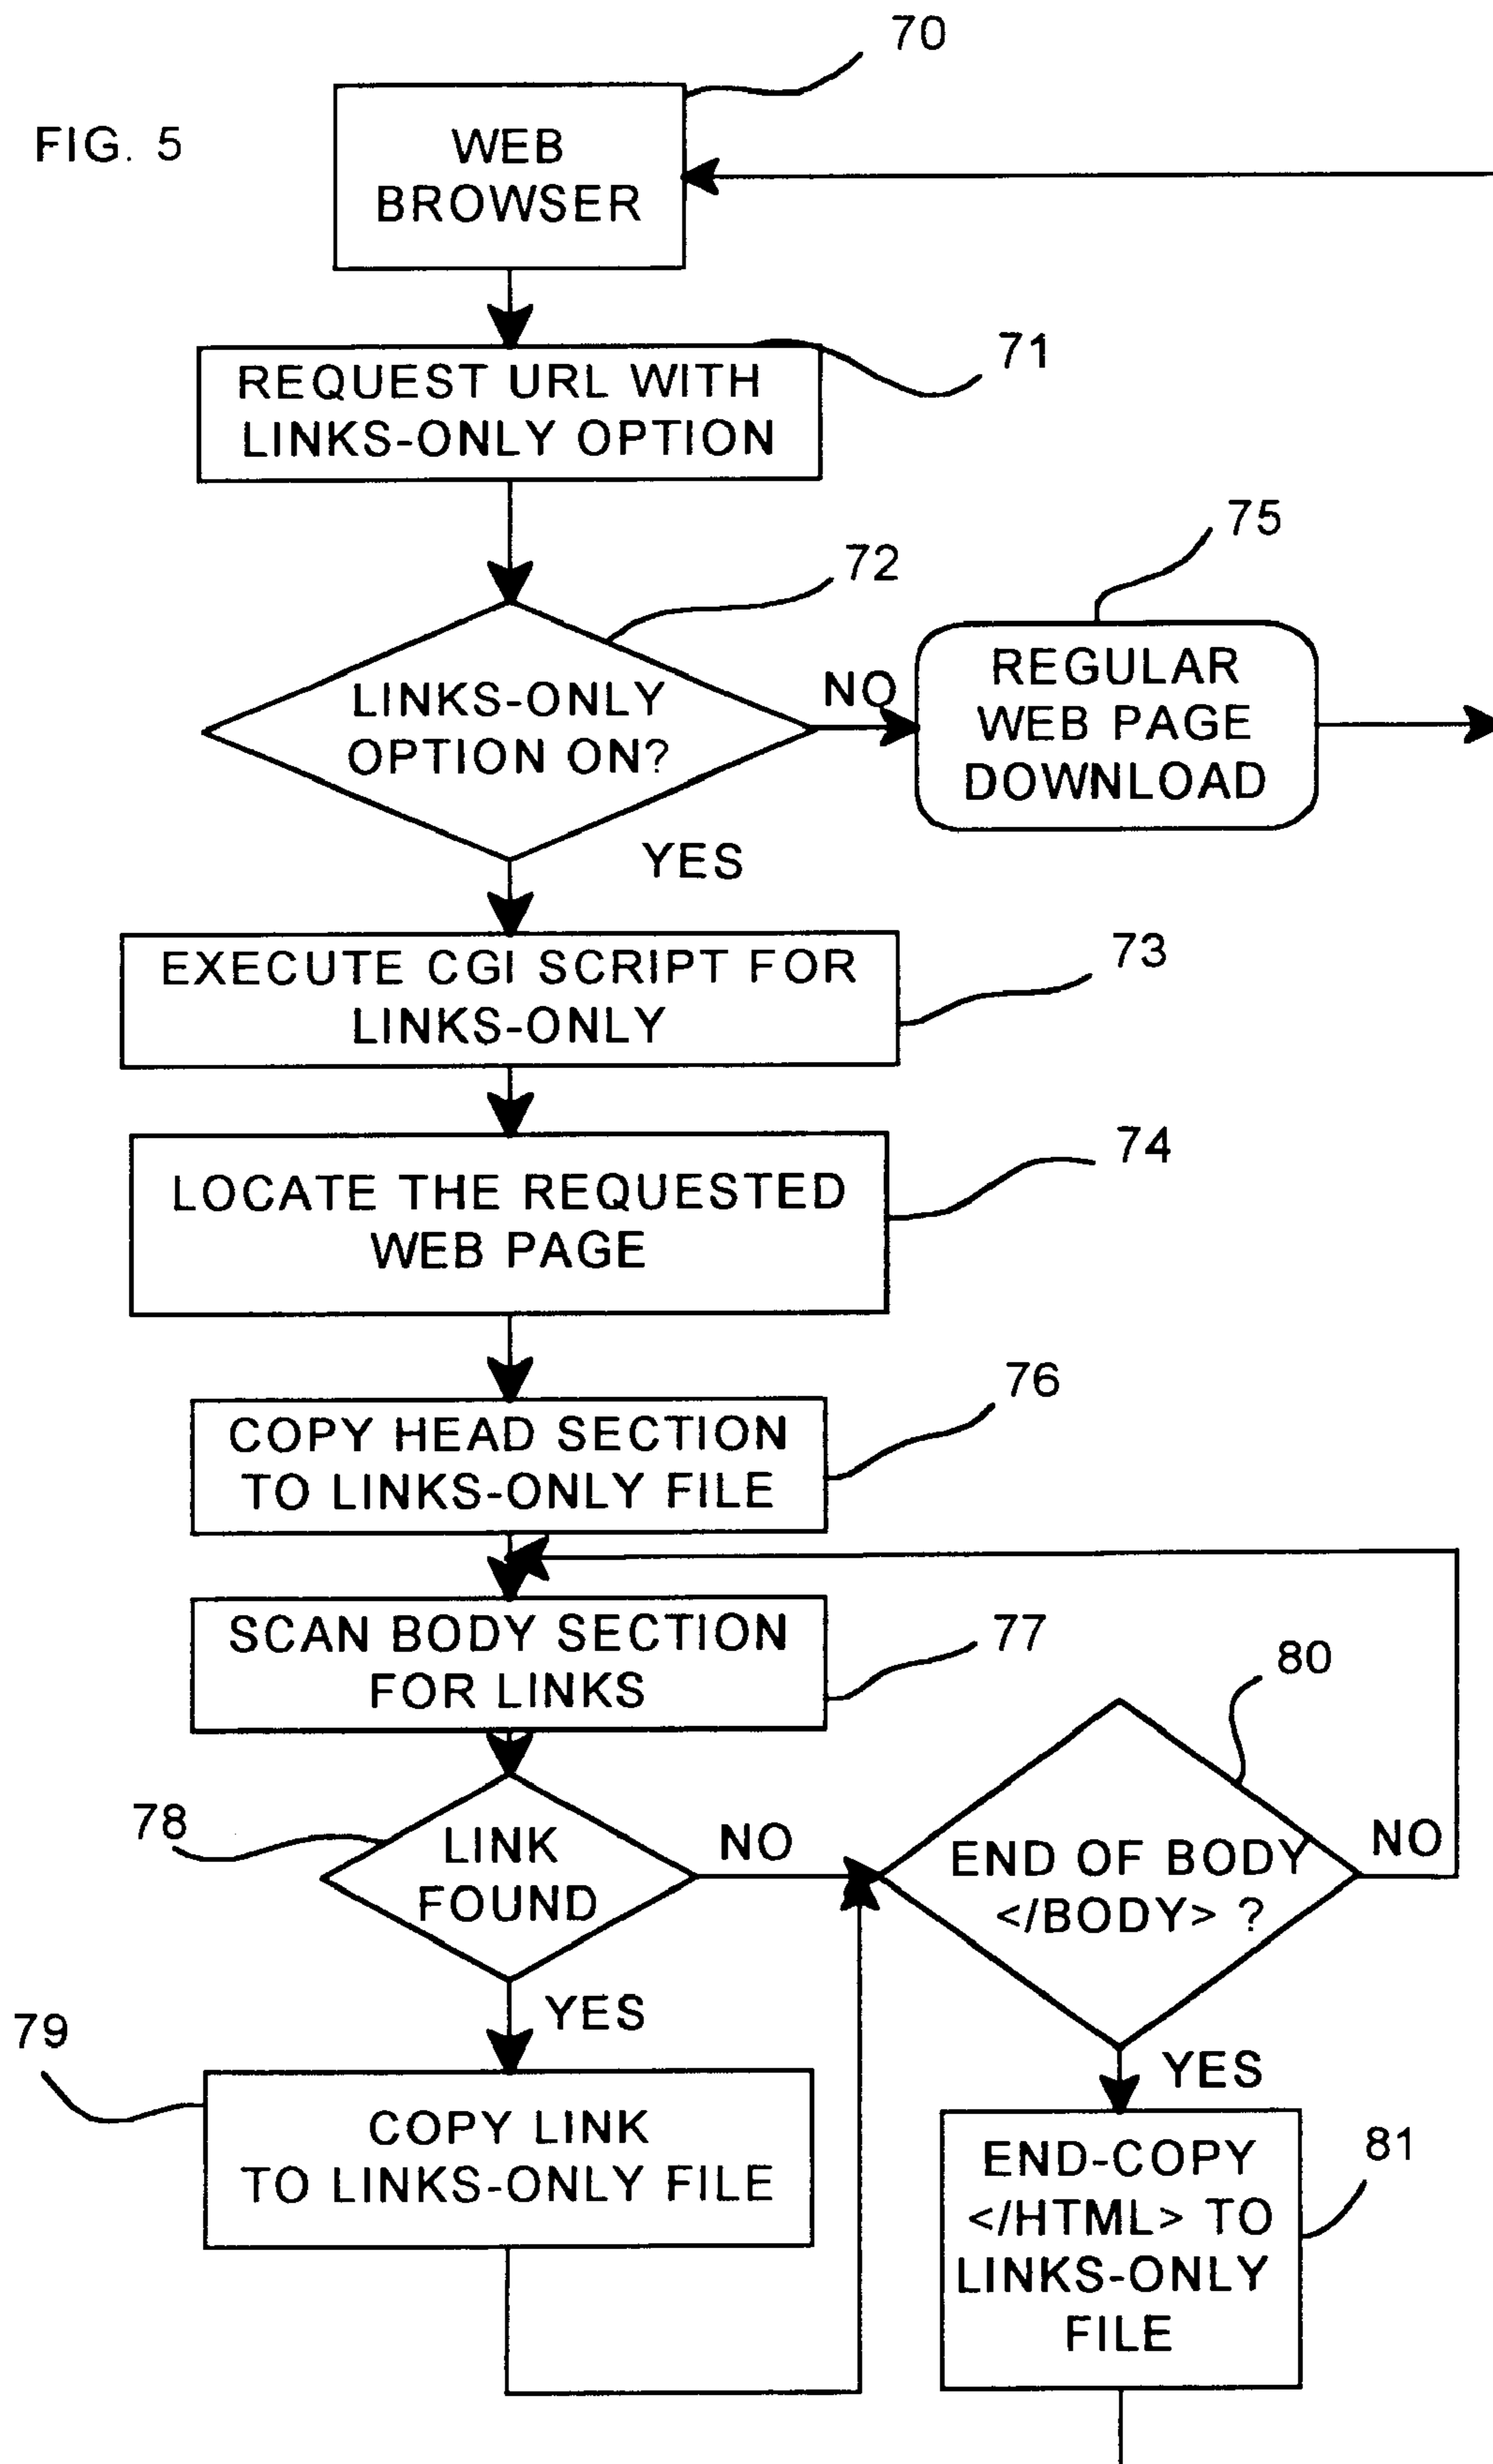 FIG. 5
70
WEB
BROWSER
71
REQUEST URL WITH
LINKS-ONLY OPTION
72
LINKS-ONLY
OPTION ON?
NO
75
REGULAR
WEB PAGE
DOWNLOAD
YES
73
EXECUTE CGI SCRIPT FOR
LINKS-ONLY
74
LOCATE THE REQUESTED
WEB PAGE
76
COPY HEAD SECTION
TO LINKS-ONLY FILE
77
SCAN BODY SECTION
FOR LINKS
78
LINK
FOUND
NO
80
END OF BODY
</BODY> ?
NO
YES
79
COPY LINK
TO LINKS-ONLY FILE
YES
81
END-COPY
</HTML> TO
LINKS-ONLY
FILE